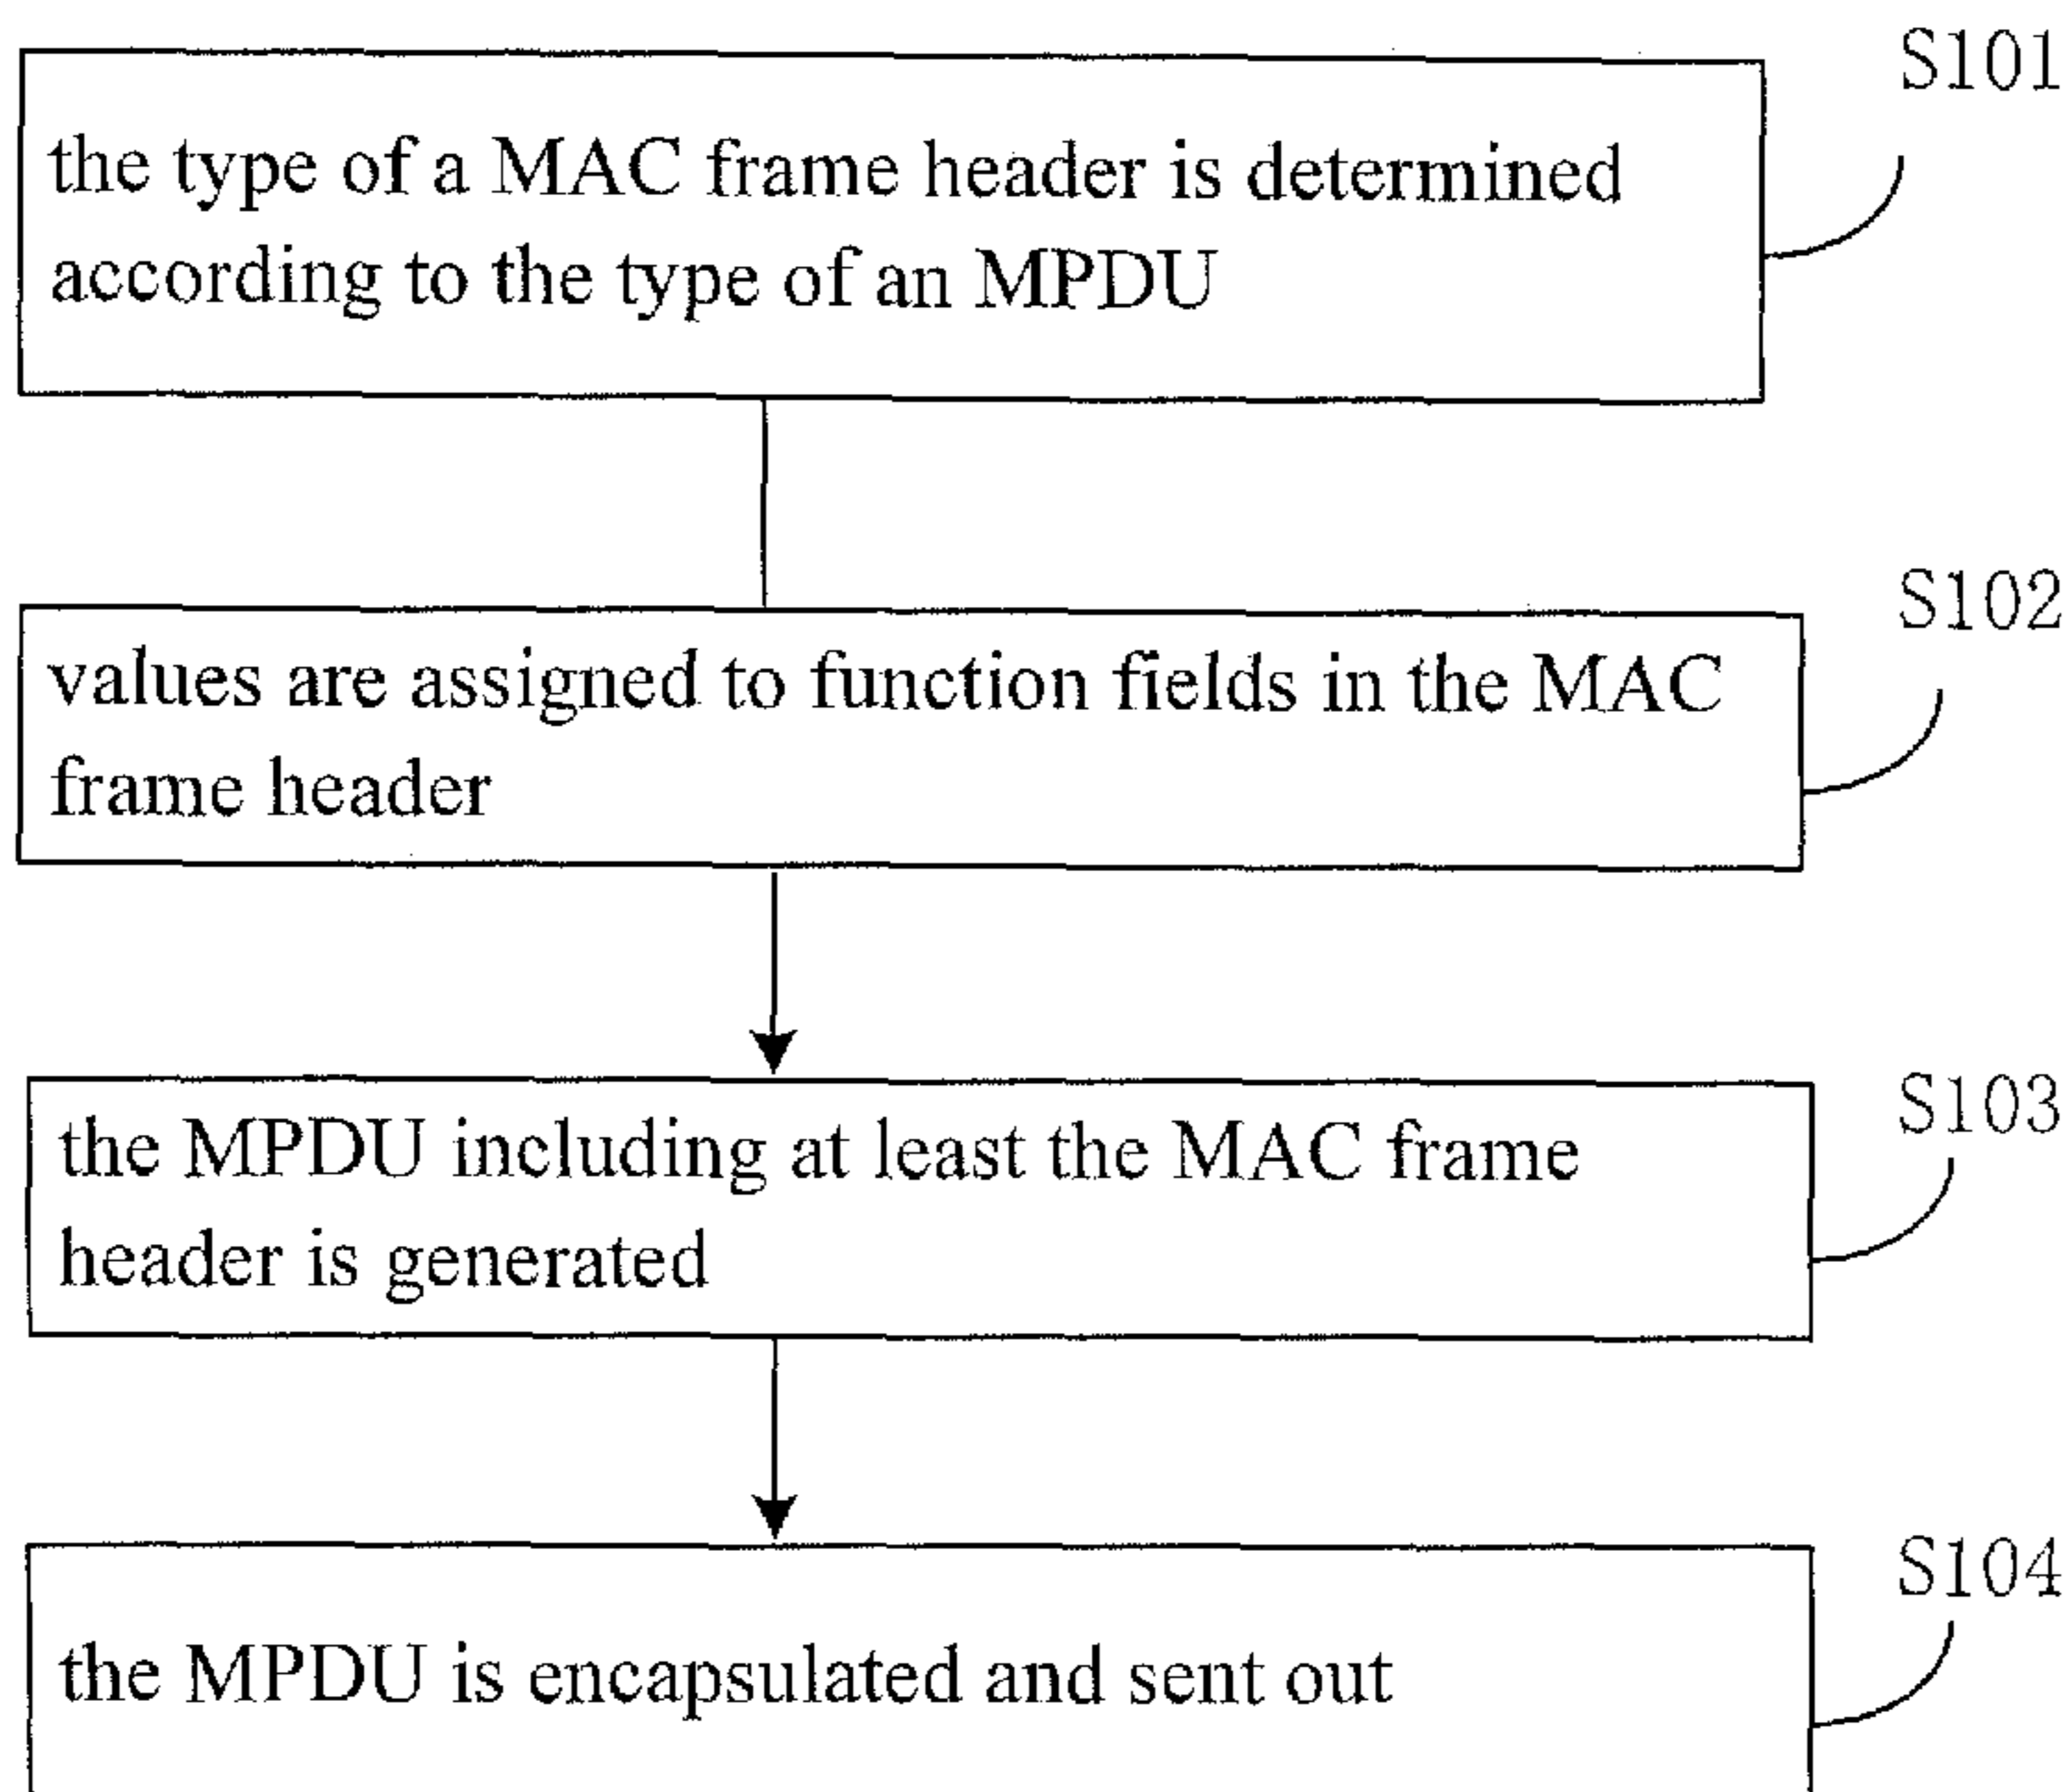 S101
the type of a MAC frame header is determined
according to the type of an MPDU
S102
values are assigned to function fields in the MAC
frame header
S103
the MPDU including at least the MAC frame
header is generated
S104
the MPDU is encapsulated and sent out